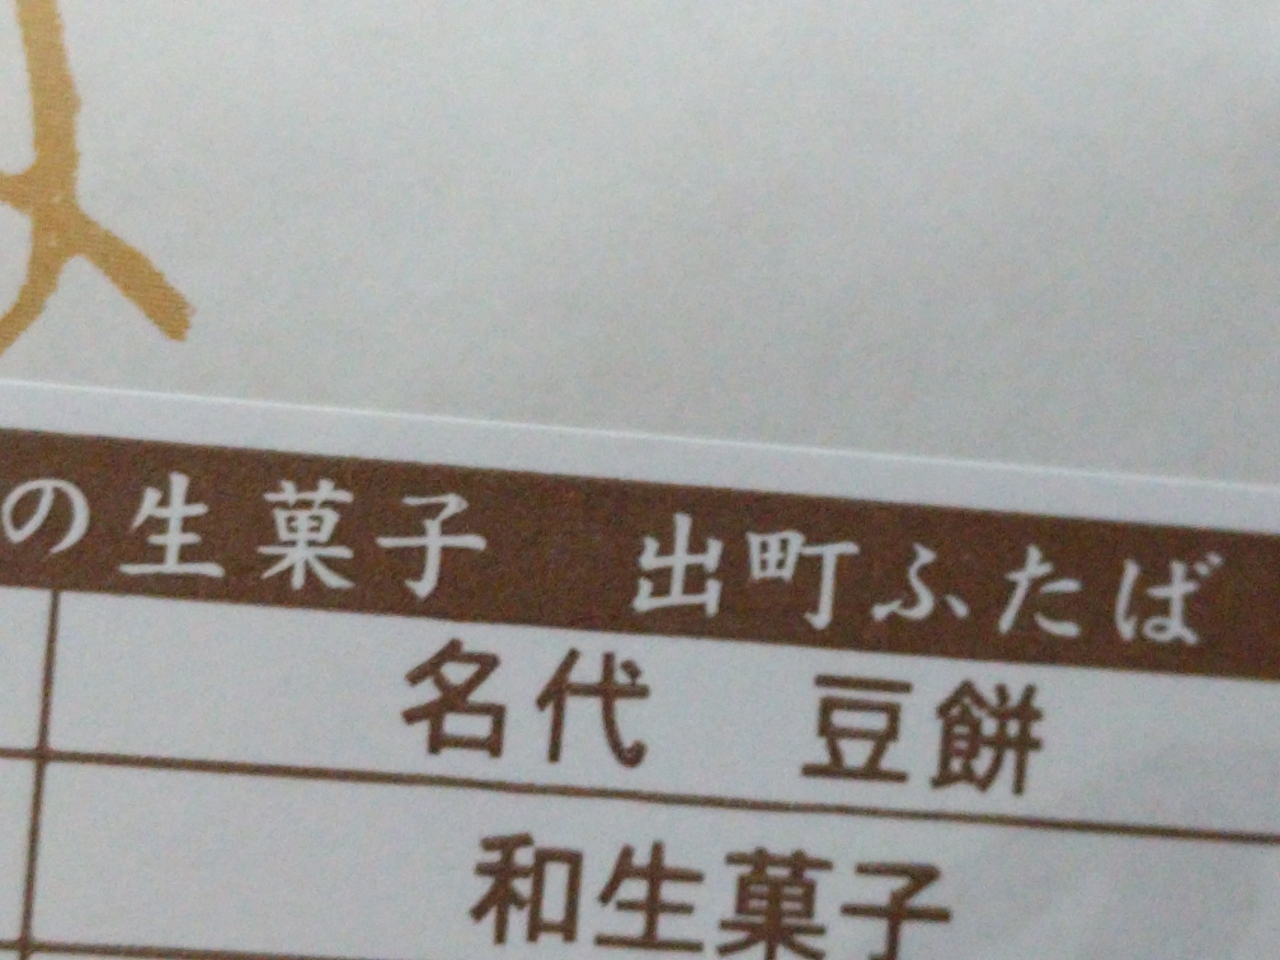 の生菓子　出町ふたば
名代　豆餅
和生菓子